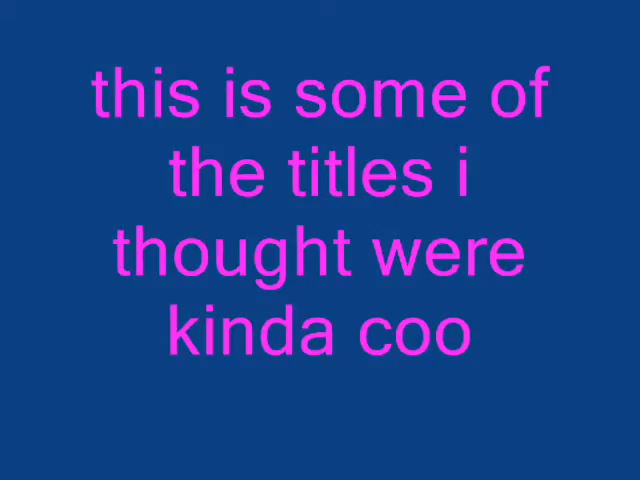 this is some of
the titles i
thought were
kinda coo